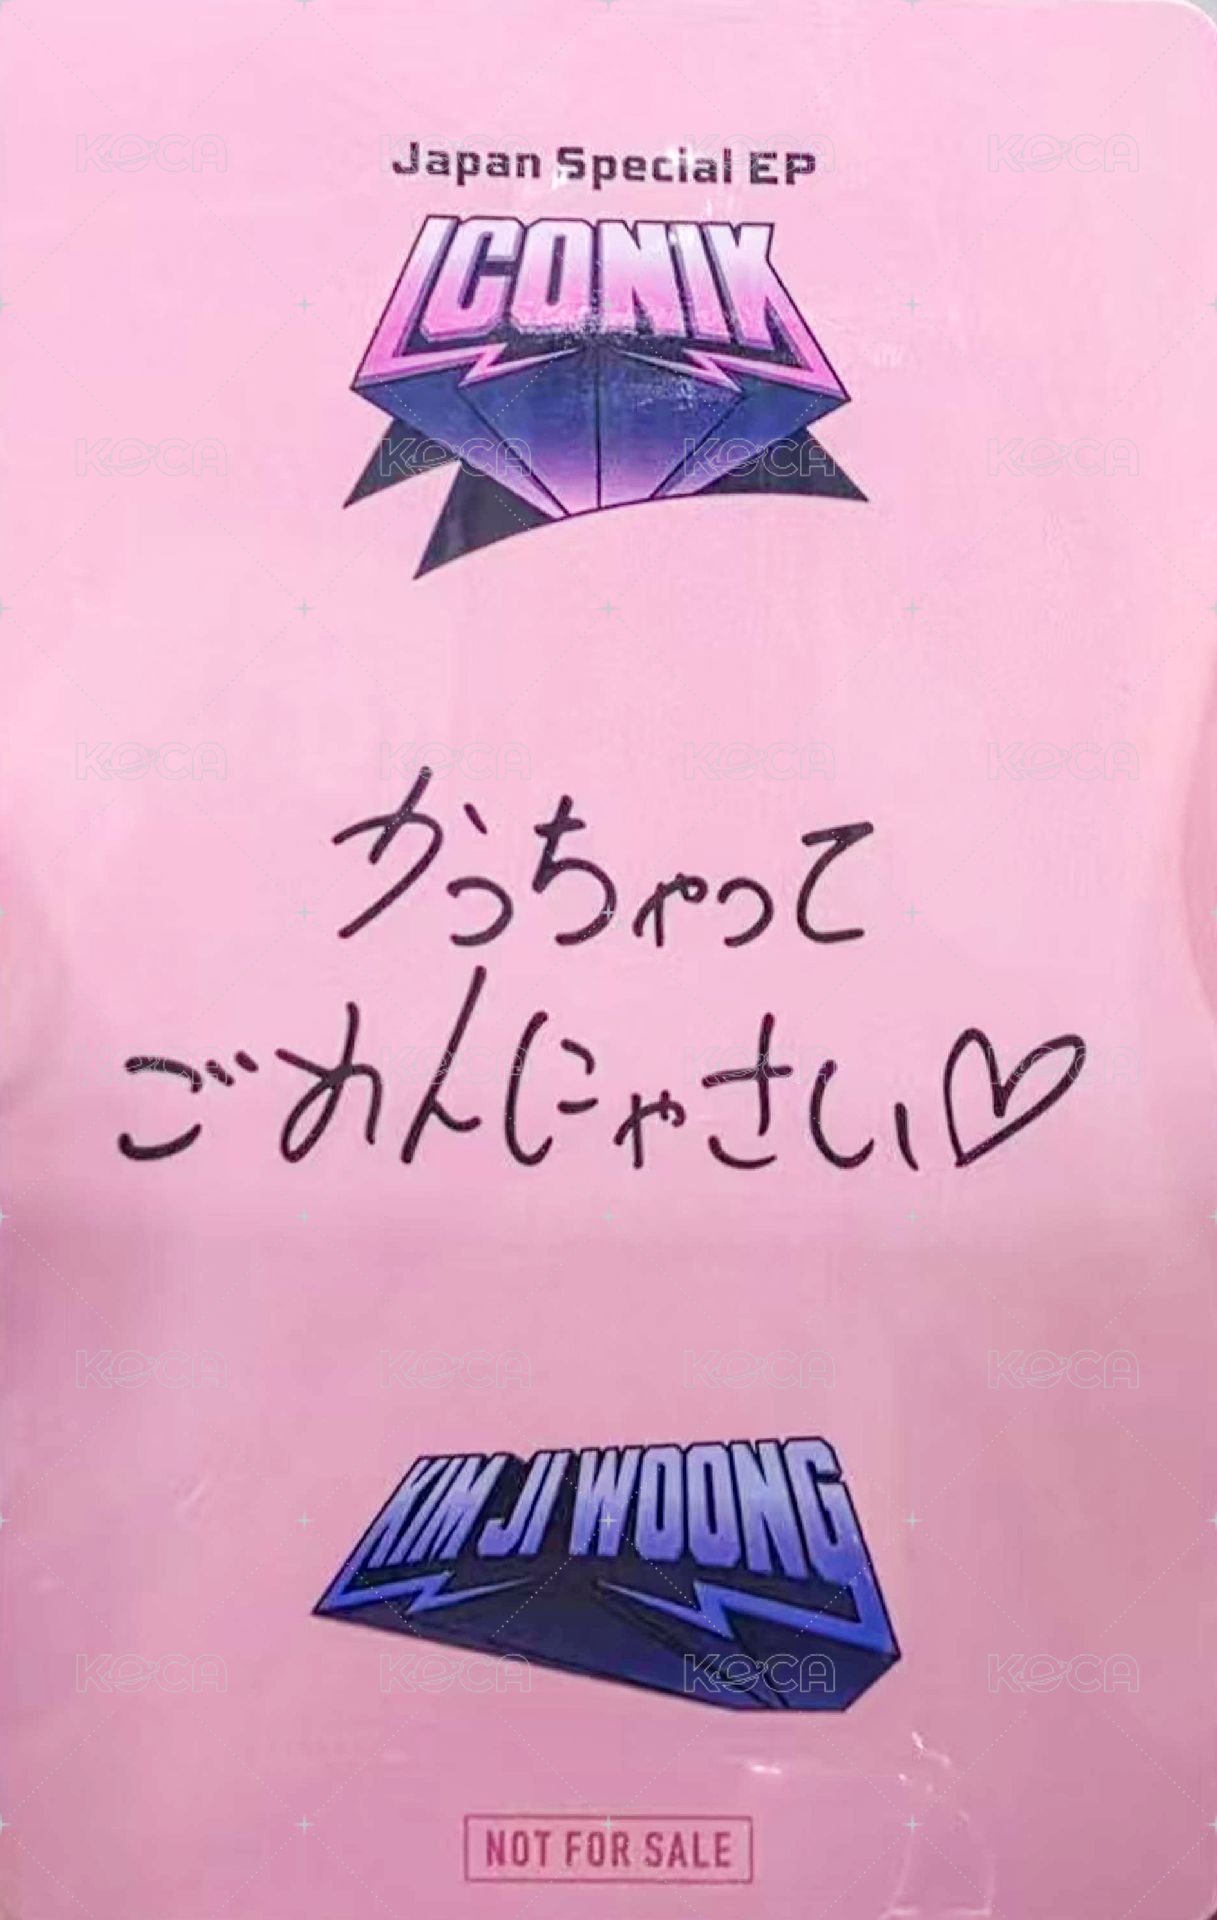 Japan Special EP
ICONIK
かっちゃって
ごめんにゃさい♡
KIM JI WOONG
NOT FOR SALE
KOCA